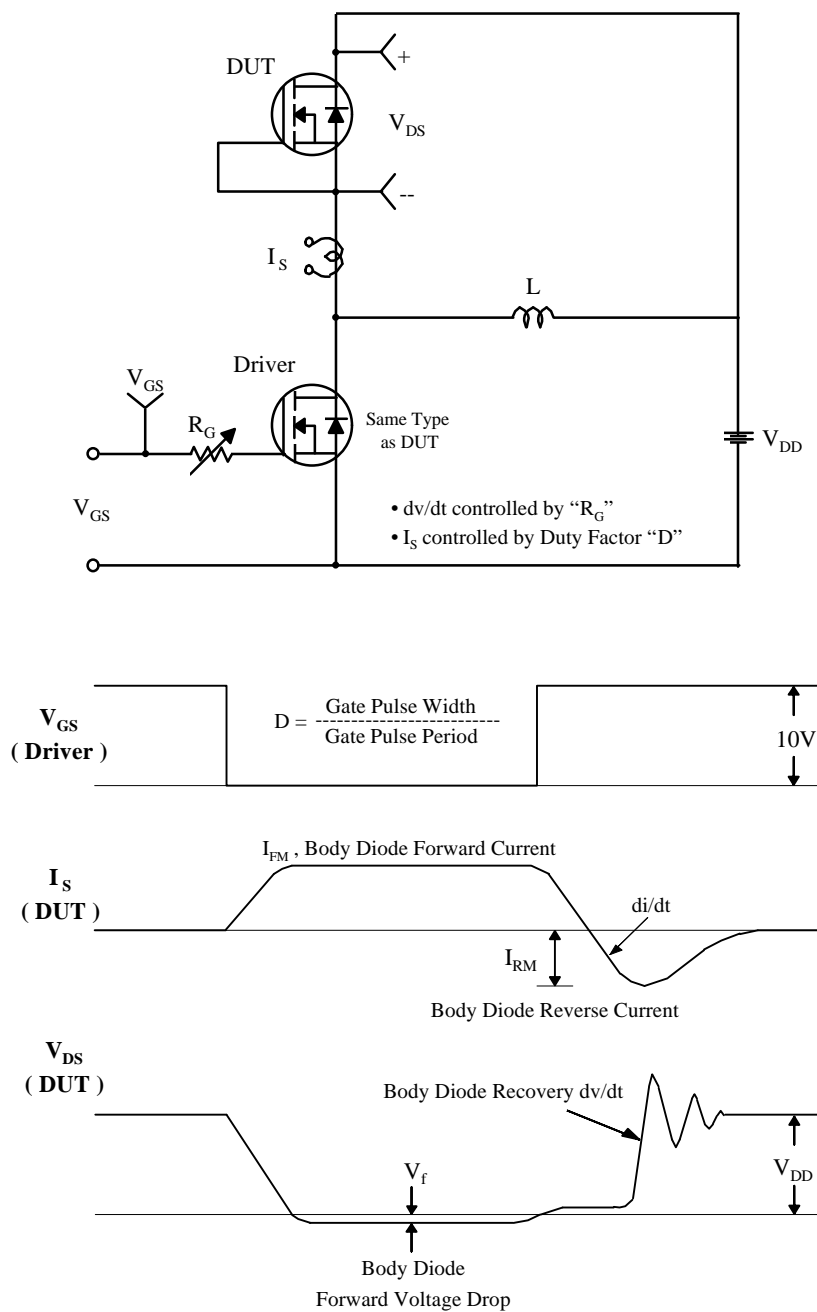 DUT
+
V_DS
--
I_S
L
Driver
V_GS
R_G
Same Type
as DUT
V_DD
V_GS
• dv/dt controlled by “R_G”
• I_S controlled by Duty Factor “D”
V_GS
( Driver )
D = Gate Pulse Width
--------------------------
Gate Pulse Period
10V
I_FM , Body Diode Forward Current
I_S
( DUT )
di/dt
I_RM
Body Diode Reverse Current
V_DS
( DUT )
Body Diode Recovery dv/dt
V_f
V_DD
Body Diode
Forward Voltage Drop